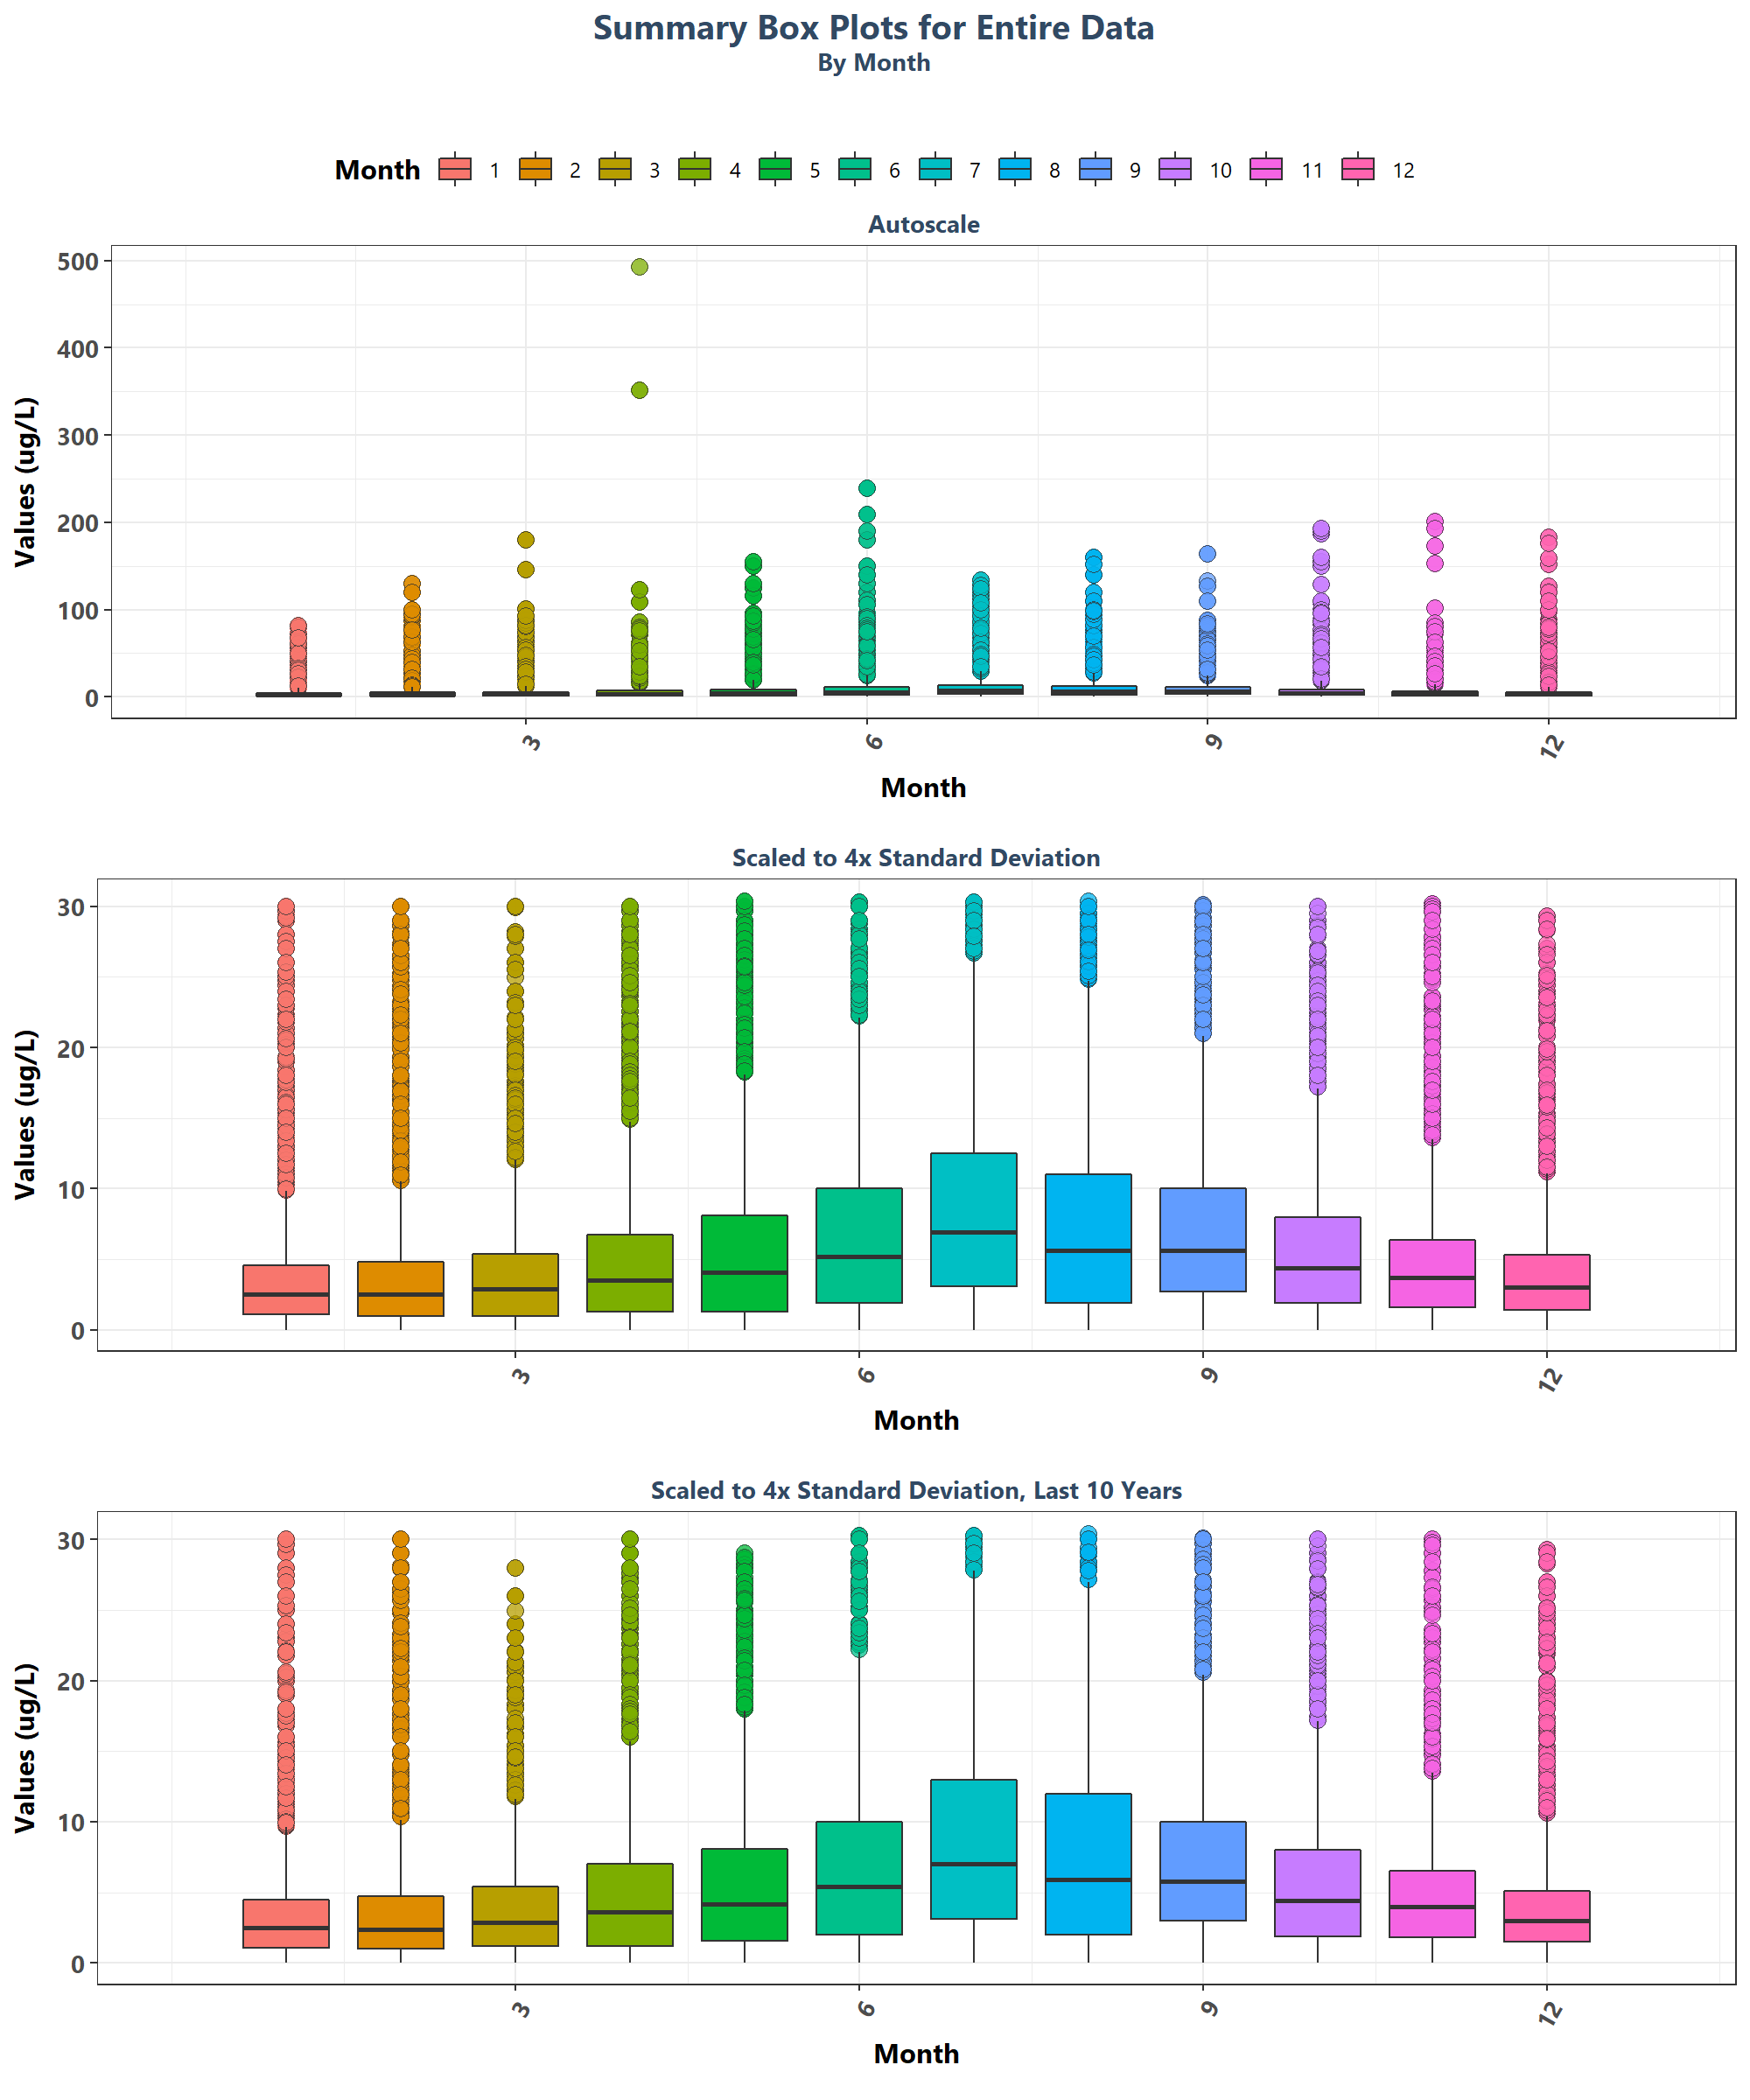 Summary Box Plots for Entire Data
By Month
Month 1 2 3 4 5 6 7 8 9 10 11 12
Autoscale
Values (ug/L)
500
400
300
200
100
0
3 6 9 12
Month
Scaled to 4x Standard Deviation
Values (ug/L)
30
20
10
0
3 6 9 12
Month
Scaled to 4x Standard Deviation, Last 10 Years
Values (ug/L)
30
20
10
0
3 6 9 12
Month